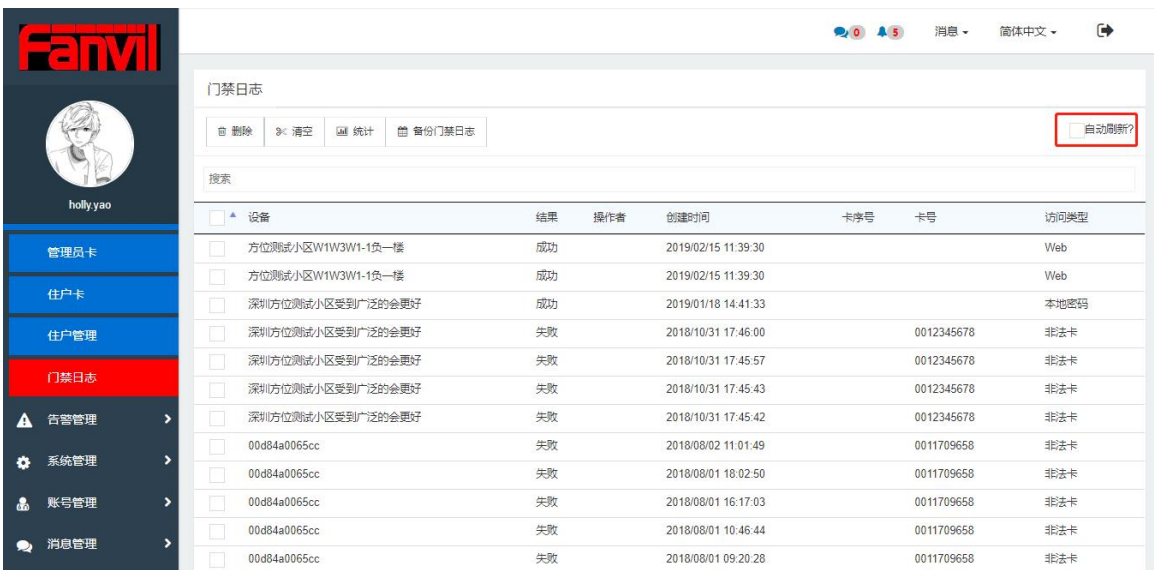 Fanvil
0 5 消息 简体中文
holly.yao
管理员卡
住户卡
住户管理
门禁日志
告警管理
系统管理
账号管理
消息管理
门禁日志
删除 清空 统计 备份门禁日志 自动刷新?
搜索
设备 结果 操作者 创建时间 卡序号 卡号 访问类型
方位测试小区W1W3W1-1负一楼 成功 2019/02/15 11:39:30 Web
方位测试小区W1W3W1-1负一楼 成功 2019/02/15 11:39:30 Web
深圳方位测试小区受到广泛的会更好 成功 2019/01/18 14:41:33 本地密码
深圳方位测试小区受到广泛的会更好 失败 2018/10/31 17:46:00 0012345678 非法卡
深圳方位测试小区受到广泛的会更好 失败 2018/10/31 17:45:57 0012345678 非法卡
深圳方位测试小区受到广泛的会更好 失败 2018/10/31 17:45:43 0012345678 非法卡
深圳方位测试小区受到广泛的会更好 失败 2018/10/31 17:45:42 0012345678 非法卡
00d84a0065cc 失败 2018/08/02 11:01:49 0011709658 非法卡
00d84a0065cc 失败 2018/08/01 18:02:50 0011709658 非法卡
00d84a0065cc 失败 2018/08/01 16:17:03 0011709658 非法卡
00d84a0065cc 失败 2018/08/01 10:46:44 0011709658 非法卡
00d84a0065cc 失败 2018/08/01 09:20:28 0011709658 非法卡